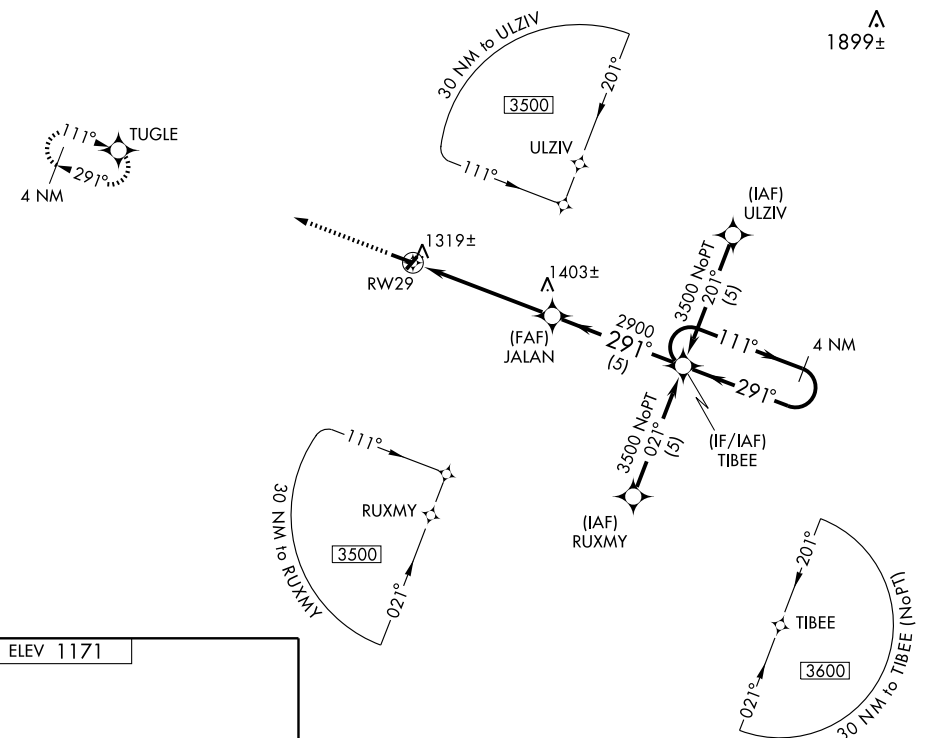 1899±
30 NM to ULZIV
201°
3500
ULZIV
111°
111°
TUGLE
291°
4 NM
(IAF)
ULZIV
3500 NoPT
201°
(5)
1319±
RW29
1403±
(FAF)
JALAN
2900
291°
(5)
111°
4 NM
291°
(IF/IAF)
TIBEE
3500 NoPT
021°
(5)
(IAF)
RUXMY
111°
30 NM to RUXMY
RUXMY
3500
021°
201°
TIBEE
30 NM to TIBEE (NoPT)
3600
021°
ELEV 1171